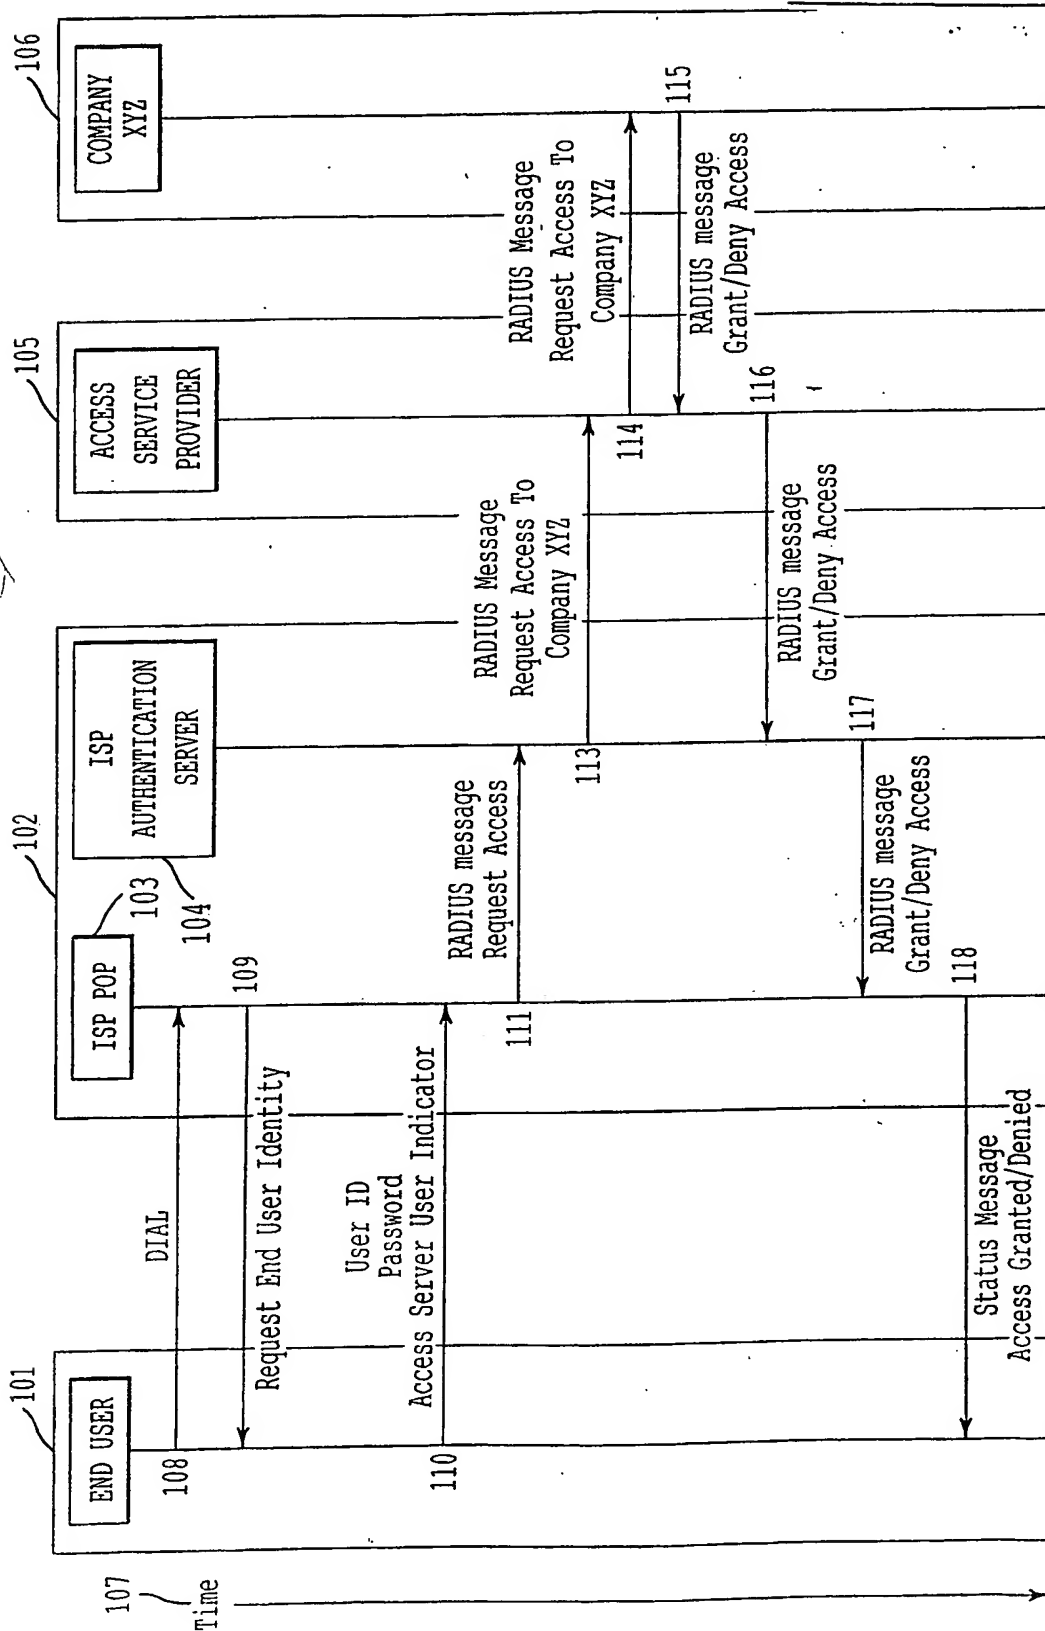 101
102
105
106
END USER
ISP POP
103
ISP
AUTHENTICATION
SERVER
104
ACCESS
SERVICE
PROVIDER
COMPANY
XYZ
107
Time
108
DIAL
109
Request End User Identity
User ID
Password
Access Server User Indicator
110
RADIUS message
Request Access
111
RADIUS Message
Request Access To
Company XYZ
113
RADIUS Message
Request Access To
Company XYZ
114
115
RADIUS message
Grant/Deny Access
116
RADIUS message
Grant/Deny Access
117
RADIUS message
Grant/Deny Access
118
Status Message
Access Granted/Denied